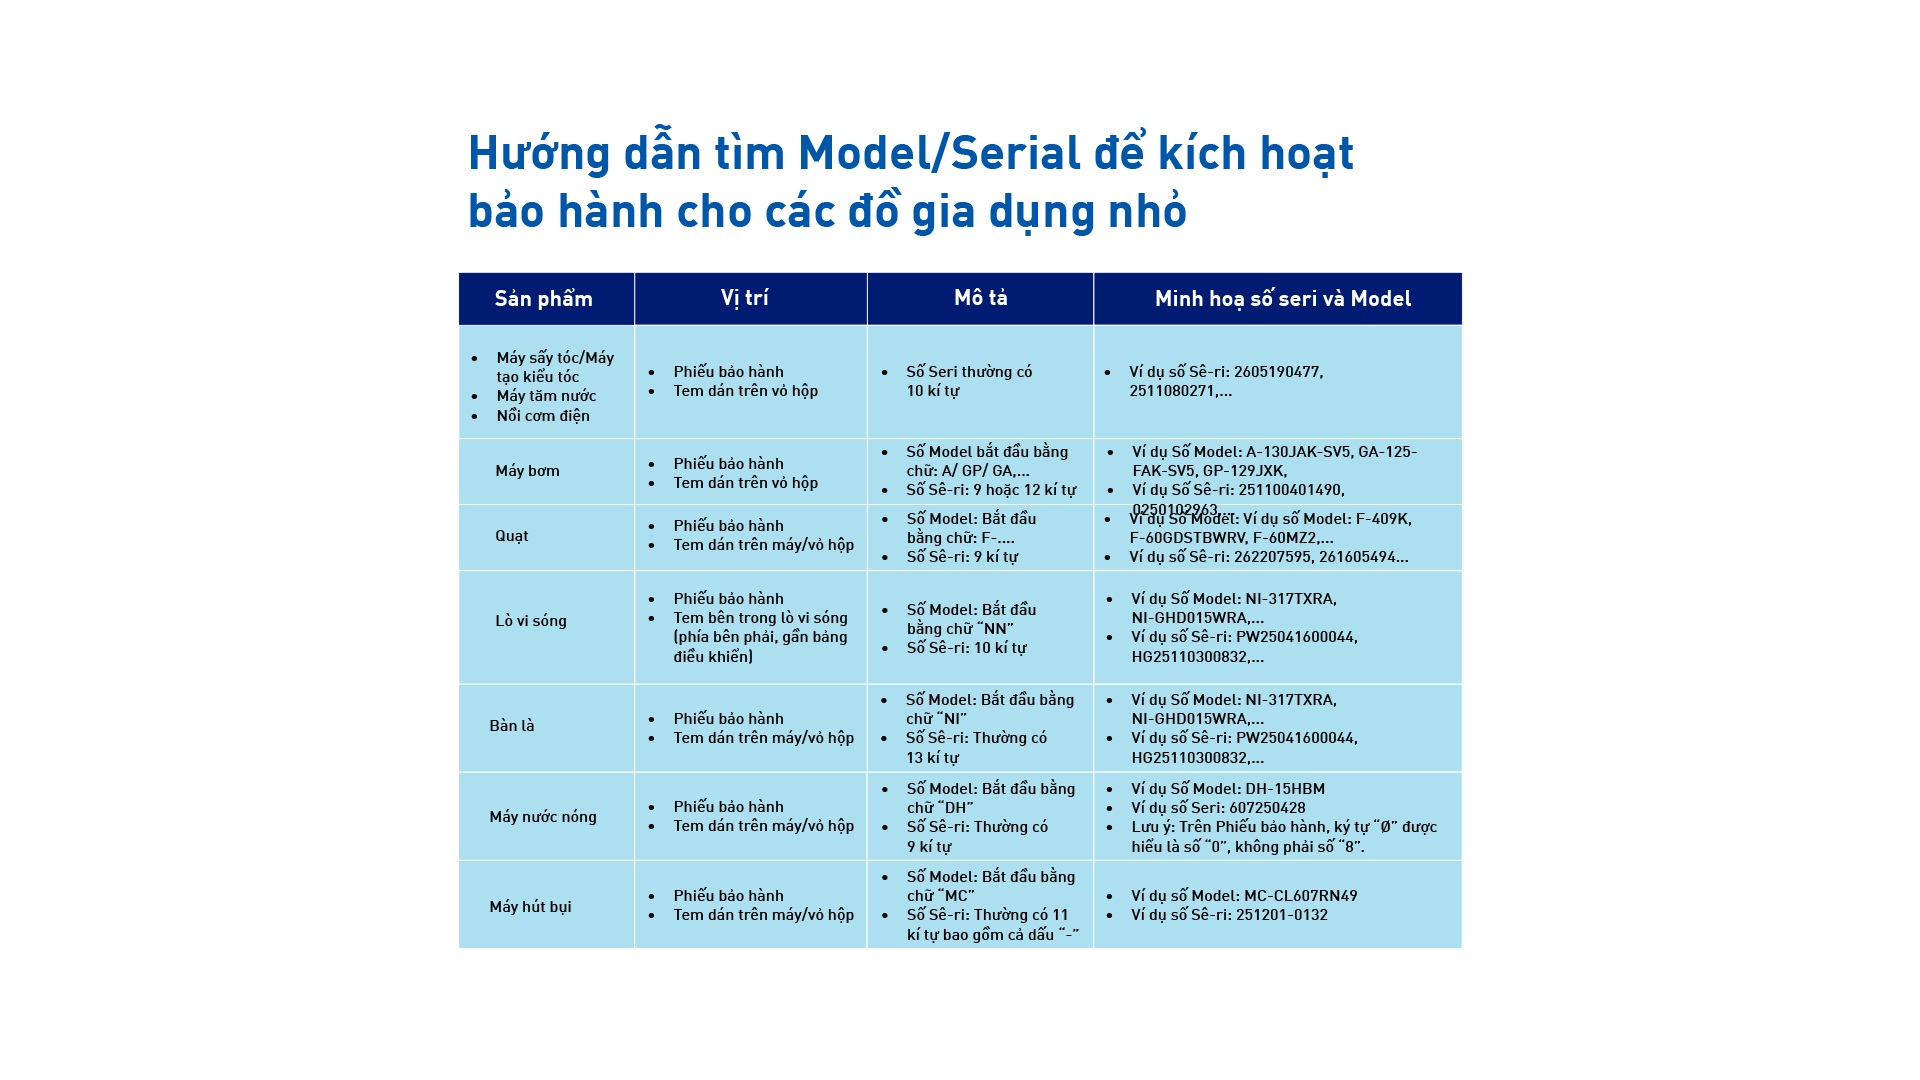 Hướng dẫn tìm Model/Serial để kích hoạt
bảo hành cho các đồ gia dụng nhỏ
Sản phẩm
Vị trí
Mô tả
Minh hoạ số seri và Model
• Máy sấy tóc/Máy
tạo kiểu tóc
• Máy tăm nước
• Nồi cơm điện
• Phiếu bảo hành
• Tem dán trên vỏ hộp
• Số Seri thường có
10 kí tự
• Ví dụ số Sê-ri: 2605190477,
2511080271,...
Máy bơm
• Phiếu bảo hành
• Tem dán trên vỏ hộp
• Số Model bắt đầu bằng
chữ: A/ GP/ GA,...
• Số Sê-ri: 9 hoặc 12 kí tự
• Ví dụ Số Model: A-130JAK-SV5, GA-125-
FAK-SV5, GP-129JXK,
• Ví dụ Số Sê-ri: 251100401490,
0250102963,...
Quạt
• Phiếu bảo hành
• Tem dán trên máy/vỏ hộp
• Số Model: Bắt đầu
bằng chữ: F-....
• Số Sê-ri: 9 kí tự
• Ví dụ Số Model: Ví dụ số Model: F-409K,
F-60GDSTBWRV, F-60MZ2,...
• Ví dụ số Sê-ri: 262207595, 261605494...
Lò vi sóng
• Phiếu bảo hành
• Tem bên trong lò vi sóng
(phía bên phải, gần bảng
điều khiển)
• Số Model: Bắt đầu
bằng chữ “NN”
• Số Sê-ri: 10 kí tự
• Ví dụ Số Model: NI-317TXRA,
NI-GHD015WRA,...
• Ví dụ số Sê-ri: PW25041600044,
HG25110300832,...
Bàn là
• Phiếu bảo hành
• Tem dán trên máy/vỏ hộp
• Số Model: Bắt đầu bằng
chữ “NI”
• Số Sê-ri: Thường có
13 kí tự
• Ví dụ Số Model: NI-317TXRA,
NI-GHD015WRA,...
• Ví dụ số Sê-ri: PW25041600044,
HG25110300832,...
Máy nước nóng
• Phiếu bảo hành
• Tem dán trên máy/vỏ hộp
• Số Model: Bắt đầu bằng
chữ “DH”
• Số Sê-ri: Thường có
9 kí tự
• Ví dụ Số Model: DH-15HBM
• Ví dụ số Seri: 607250428
• Lưu ý: Trên Phiếu bảo hành, ký tự “Ø” được
hiểu là số “0”, không phải số “8”.
Máy hút bụi
• Phiếu bảo hành
• Tem dán trên máy/vỏ hộp
• Số Model: Bắt đầu bằng
chữ “MC”
• Số Sê-ri: Thường có 11
kí tự bao gồm cả dấu “-”
• Ví dụ số Model: MC-CL607RN49
• Ví dụ số Sê-ri: 251201-0132